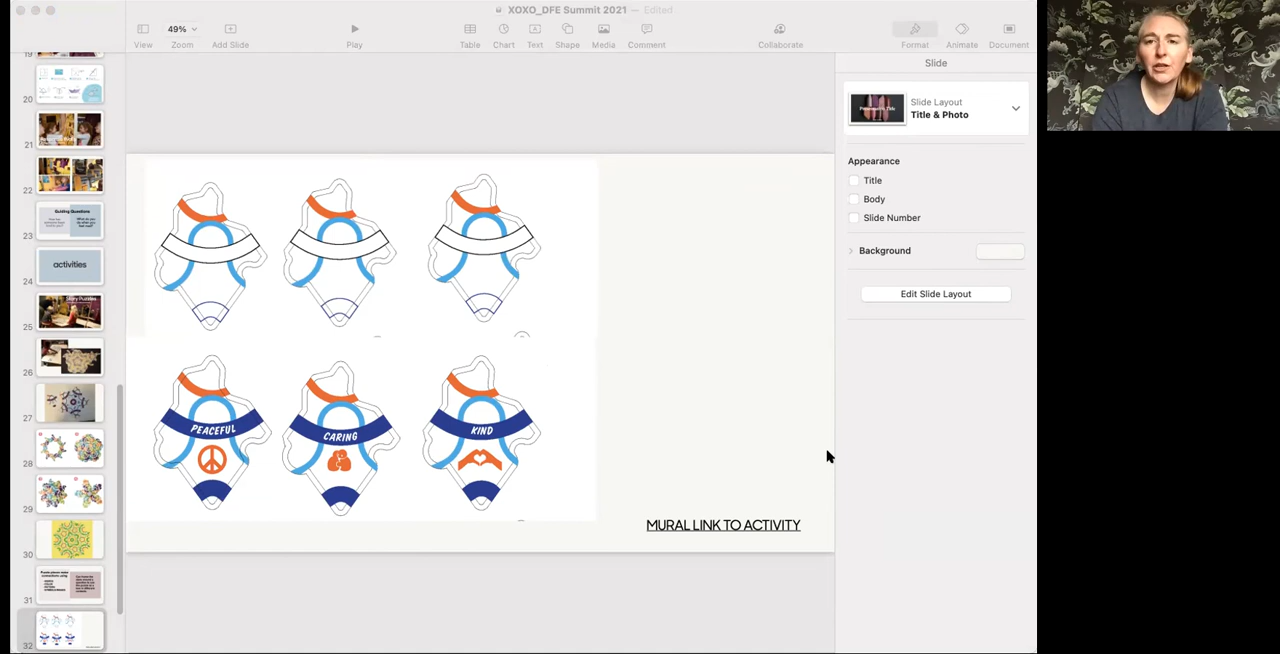 XOXO_DFE Summit 2021 — Edited
49%
View
Zoom
Add Slide
Play
Table
Chart
Text
Shape
Media
Comment
Collaborate
Format
Animate
Document
Slide
Slide Layout
Title & Photo
Appearance
Title
Body
Slide Number
Background
Edit Slide Layout
19
20
21
22
Guiding Questions
23
activities
24
Story Puzzles
25
26
27
28
29
30
31
32
PEACEFUL
CARING
KIND
MURAL LINK TO ACTIVITY